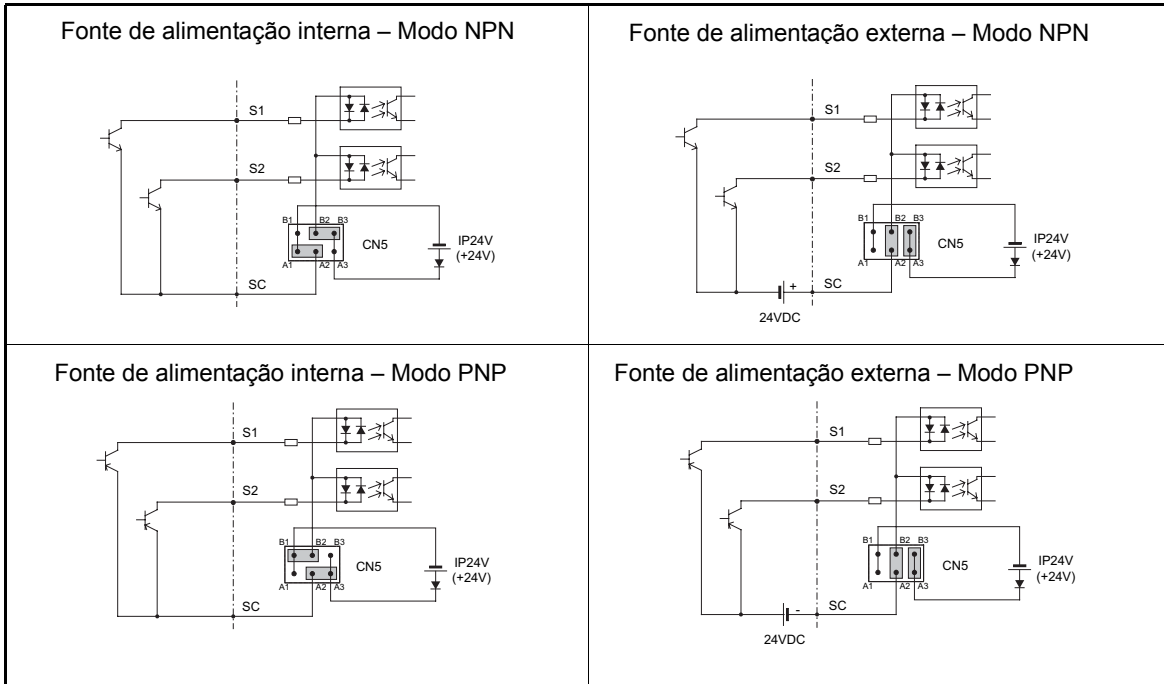 Fonte de alimentação interna – Modo NPN
S1
S2
B1 B2 B3
CN5
IP24V
(+24V)
A1 A2 A3
SC
Fonte de alimentação externa – Modo NPN
S1
S2
B1 B2 B3
CN5
IP24V
(+24V)
A1 A2 A3
+
SC
24VDC
Fonte de alimentação interna – Modo PNP
S1
S2
B1 B2 B3
CN5
IP24V
(+24V)
A1 A2 A3
SC
Fonte de alimentação externa – Modo PNP
S1
S2
B1 B2 B3
CN5
IP24V
(+24V)
A1 A2 A3
-
SC
24VDC